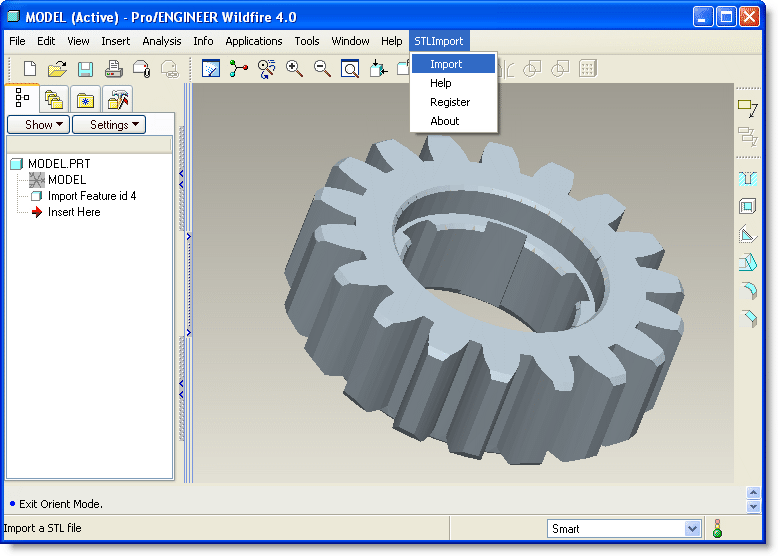 MODEL (Active) - Pro/ENGINEER Wildfire 4.0
File Edit View Insert Analysis Info Applications Tools Window Help STLImport
Import
Help
Register
About
Show Settings
MODEL.PRT
MODEL
Import Feature id 4
Insert Here
Exit Orient Mode.
Import a STL file
Smart